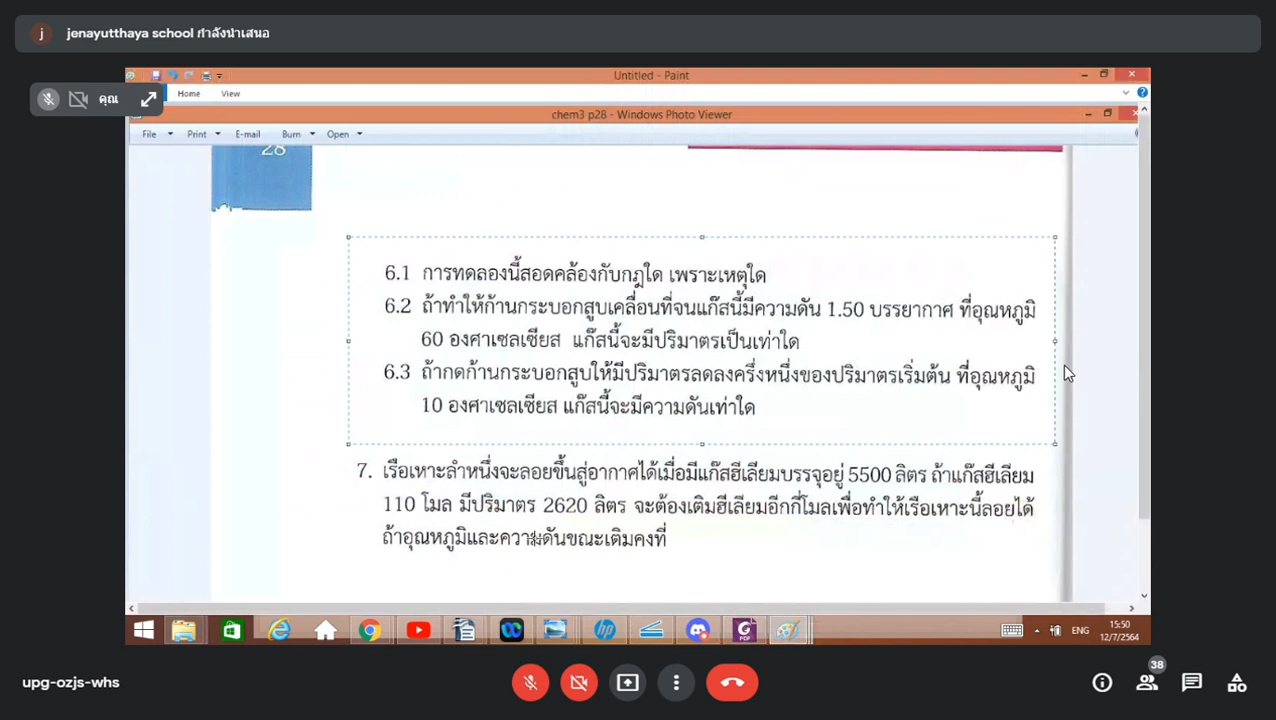 j jenayutthaya school กำลังนำเสนอ
Untitled - Paint
คุณ
Home View
chem3 p28 - Windows Photo Viewer
File Print E-mail Burn Open
28
6.1 การทดลองนี้สอดคล้องกับกฎใด เพราะเหตุใด
6.2 ถ้าทำให้ก้านกระบอกสูบเคลื่อนที่จนแก๊สนี้มีความดัน 1.50 บรรยากาศ ที่อุณหภูมิ
60 องศาเซลเซียส แก๊สนี้จะมีปริมาตรเป็นเท่าใด
6.3 ถ้ากดก้านกระบอกสูบให้มีปริมาตรลดลงครึ่งหนึ่งของปริมาตรเริ่มต้น ที่อุณหภูมิ
10 องศาเซลเซียส แก๊สนี้จะมีความดันเท่าใด
7. เรือเหาะลำหนึ่งจะลอยขึ้นสู่อากาศได้เมื่อมีแก๊สฮีเลียมบรรจุอยู่ 5500 ลิตร ถ้าแก๊สฮีเลียม
110 โมล มีปริมาตร 2620 ลิตร จะต้องเติมฮีเลียมอีกกี่โมลเพื่อทำให้เรือเหาะนี้ลอยได้
ถ้าอุณหภูมิและความดันขณะเติมคงที่
ENG
15:50
12/7/2564
upg-ozjs-whs
38